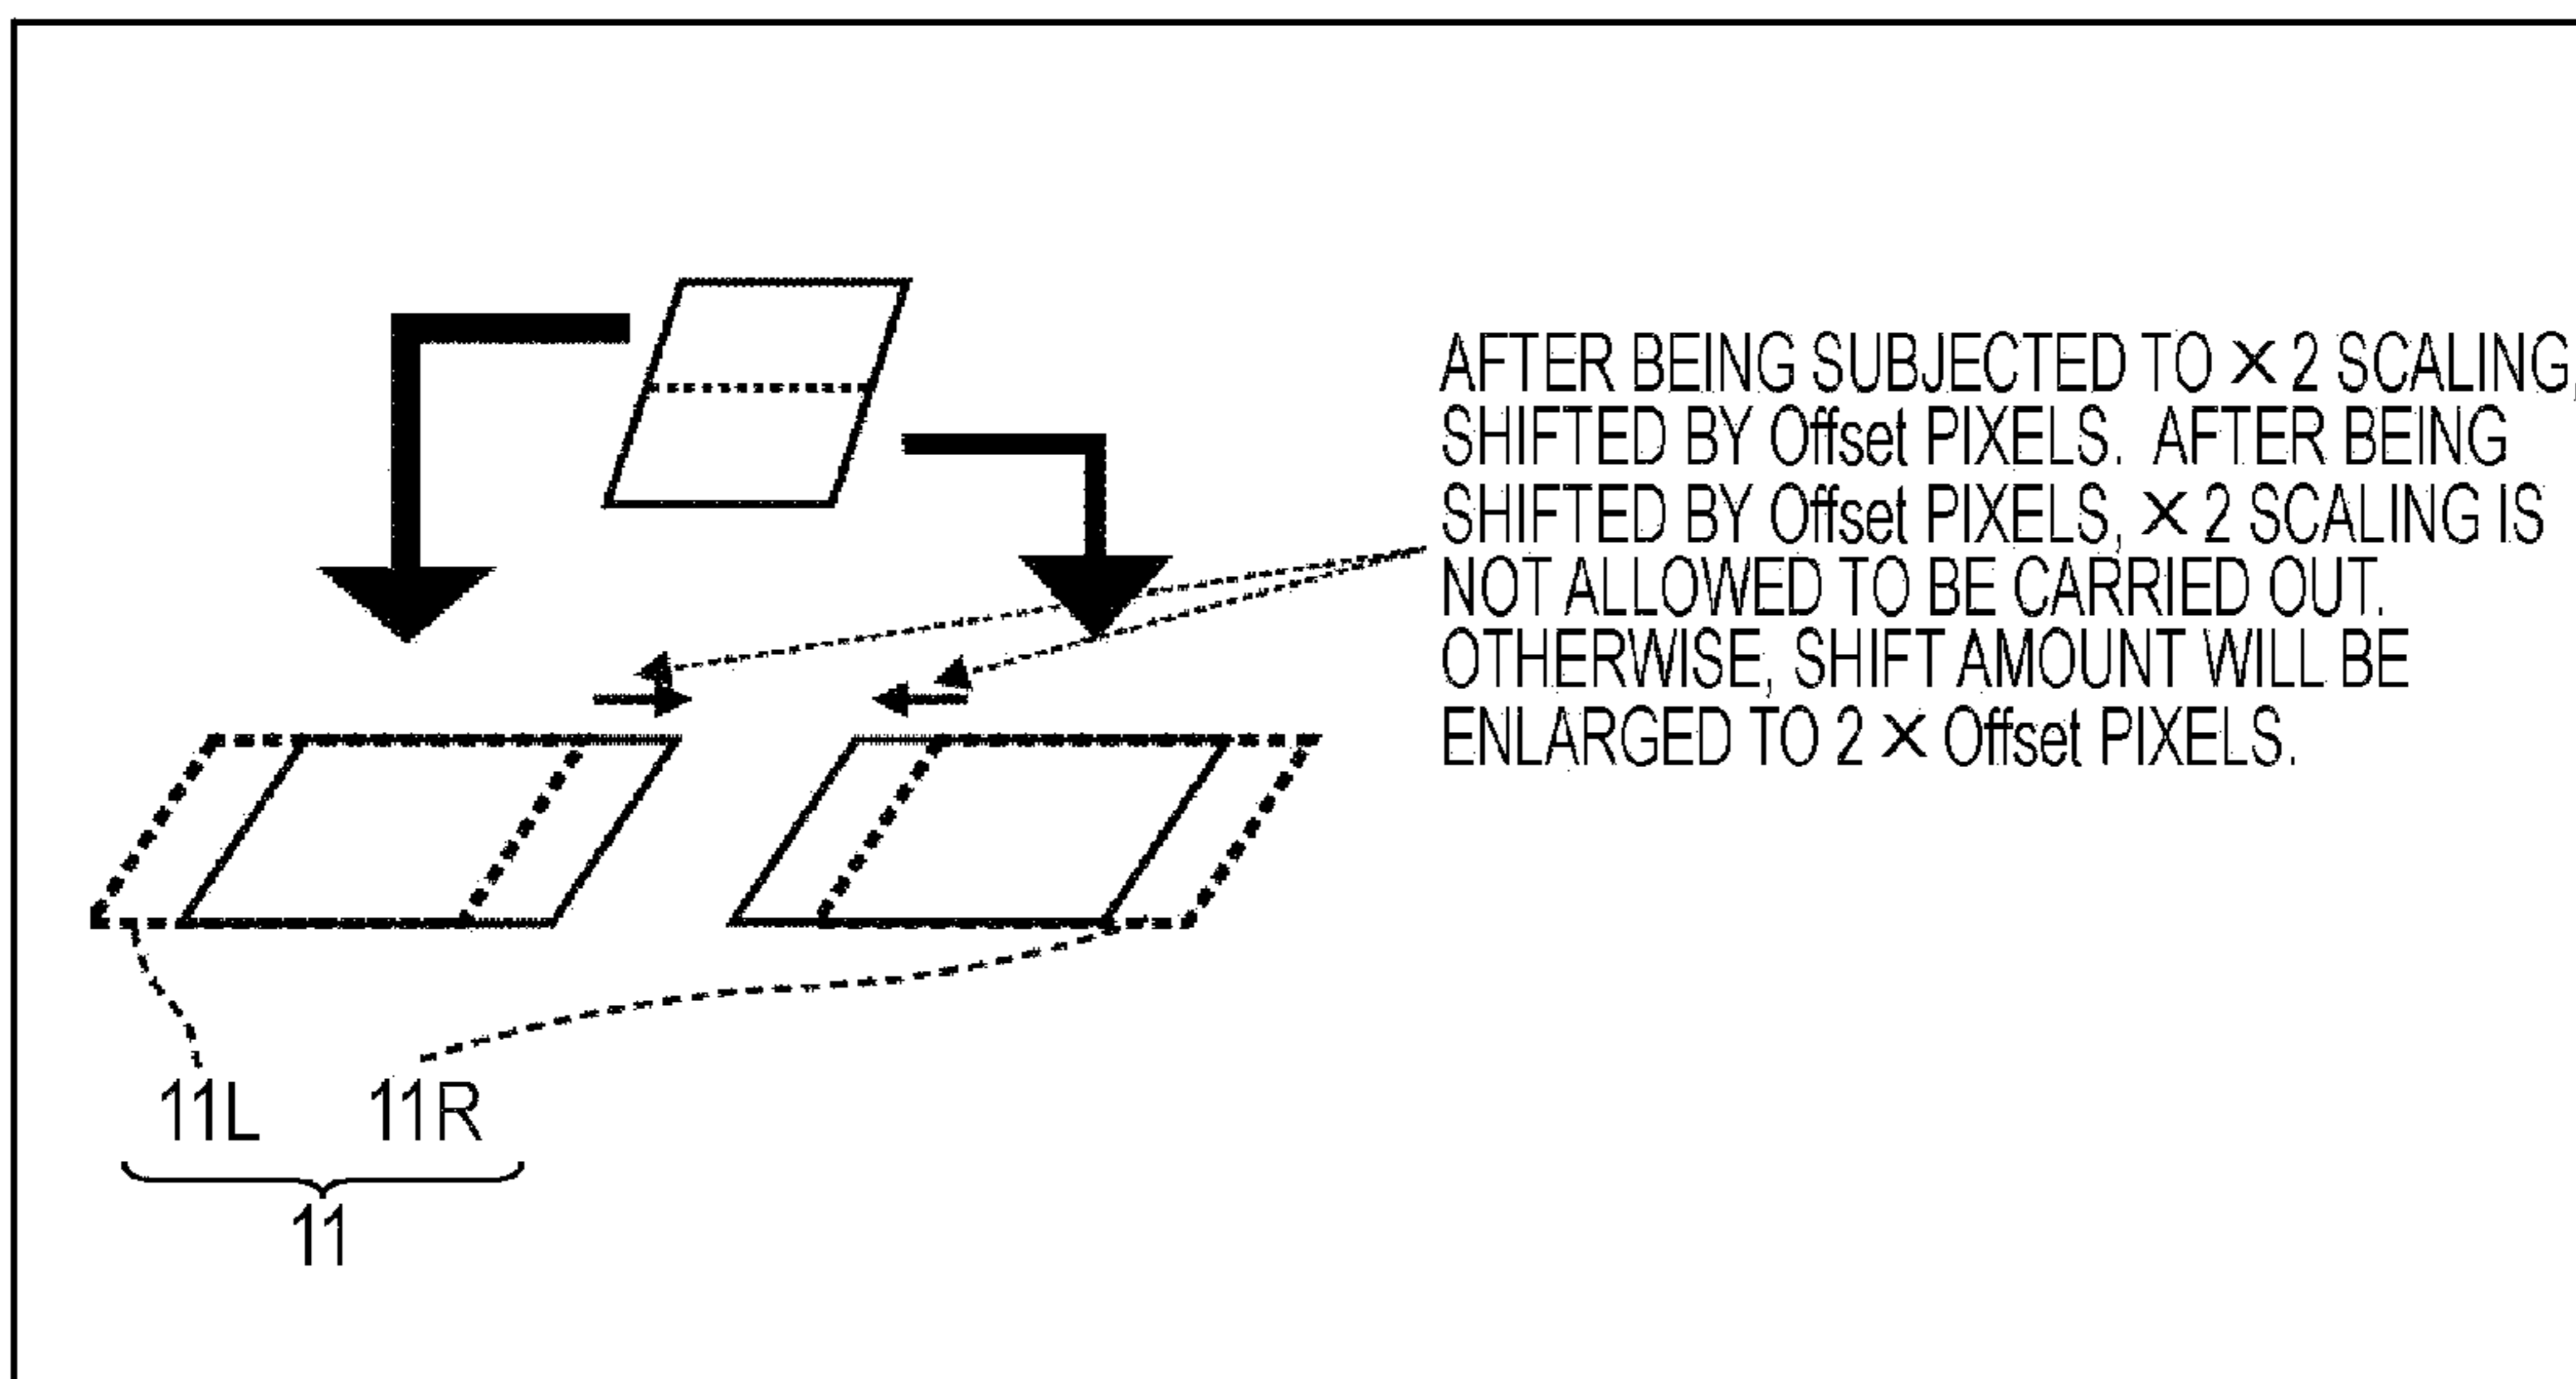 AFTER BEING SUBJECTED TO × 2 SCALING,
SHIFTED BY Offset PIXELS. AFTER BEING
SHIFTED BY Offset PIXELS, × 2 SCALING IS
NOT ALLOWED TO BE CARRIED OUT.
OTHERWISE, SHIFT AMOUNT WILL BE
ENLARGED TO 2 × Offset PIXELS.
11L 11R
11